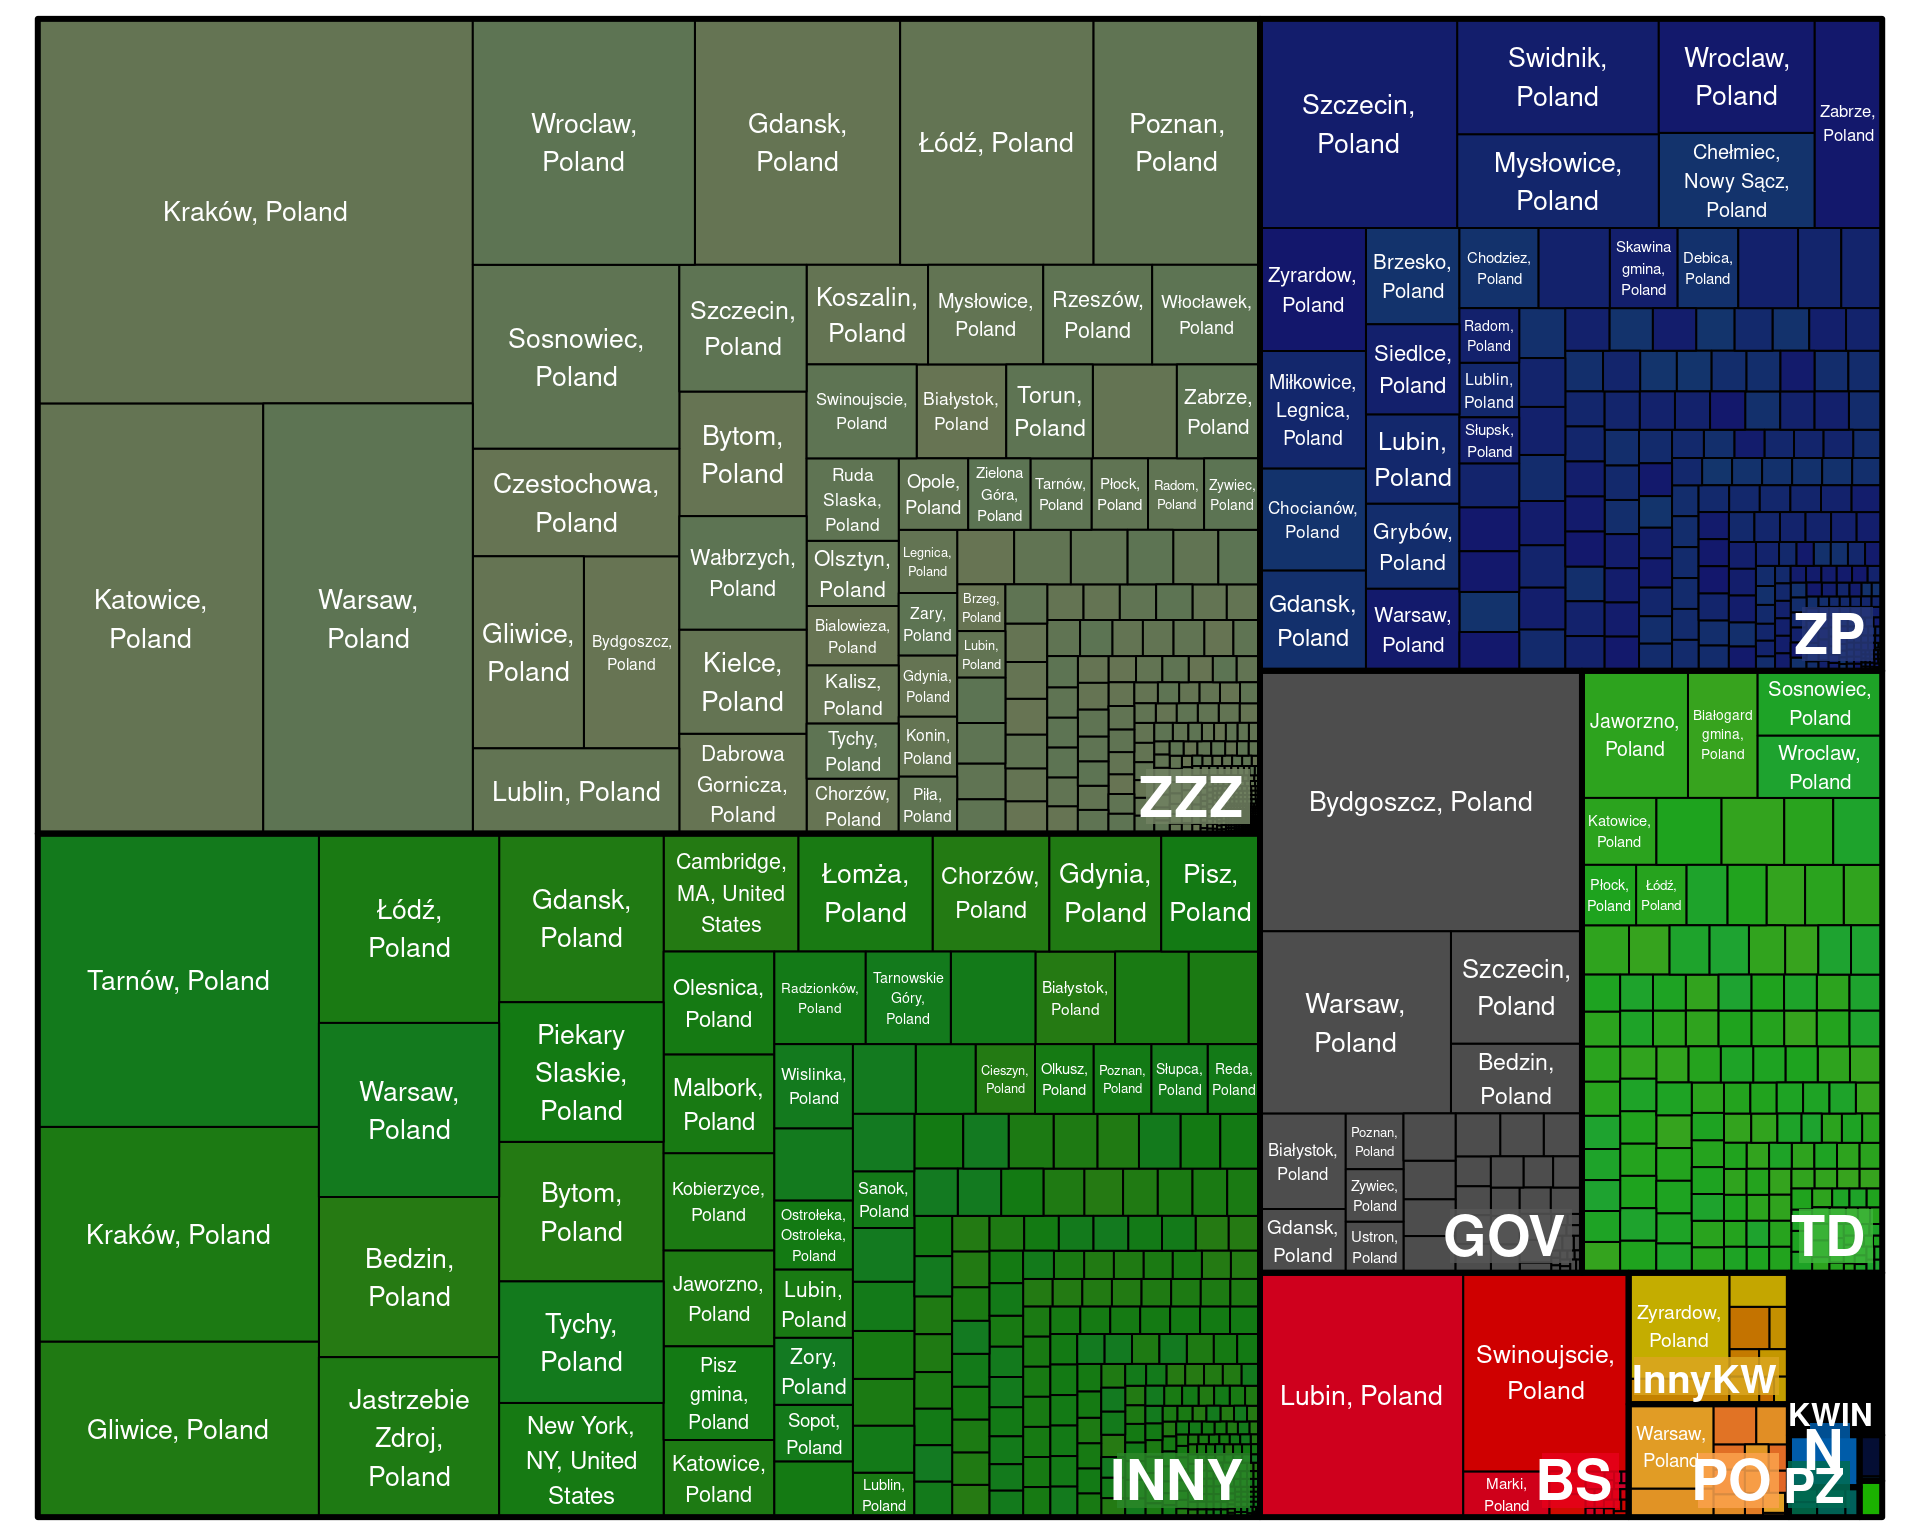 Kraków, Poland
Katowice,
Poland
Warsaw,
Poland
Wroclaw,
Poland
Gdansk,
Poland
Łódź, Poland
Poznan,
Poland
Sosnowiec,
Poland
Czestochowa,
Poland
Gliwice,
Poland
Bydgoszcz,
Poland
Lublin, Poland
Szczecin,
Poland
Bytom,
Poland
Wałbrzych,
Poland
Kielce,
Poland
Dabrowa
Gornicza,
Poland
Koszalin,
Poland
Mysłowice,
Poland
Rzeszów,
Poland
Włocławek,
Poland
Swinoujscie,
Poland
Białystok,
Poland
Torun,
Poland
Zabrze,
Poland
Ruda
Slaska,
Poland
Olsztyn,
Poland
Bialowieza,
Poland
Kalisz,
Poland
Tychy,
Poland
Chorzów,
Poland
Opole,
Poland
Zielona
Góra,
Poland
Tarnów,
Poland
Płock,
Poland
Radom,
Poland
Zywiec,
Poland
Legnica,
Poland
Zary,
Poland
Gdynia,
Poland
Konin,
Poland
Piła,
Poland
Brzeg,
Poland
Lubin,
Poland
ZZZ
Szczecin,
Poland
Swidnik,
Poland
Mysłowice,
Poland
Wroclaw,
Poland
Chełmiec,
Nowy Sącz,
Poland
Zabrze,
Poland
Zyrardow,
Poland
Miłkowice,
Legnica,
Poland
Chocianów,
Poland
Gdansk,
Poland
Brzesko,
Poland
Siedlce,
Poland
Lubin,
Poland
Grybów,
Poland
Warsaw,
Poland
Chodziez,
Poland
Skawina
gmina,
Poland
Debica,
Poland
Radom,
Poland
Lublin,
Poland
Słupsk,
Poland
ZP
Bydgoszcz, Poland
Warsaw,
Poland
Szczecin,
Poland
Bedzin,
Poland
Białystok,
Poland
Gdansk,
Poland
Poznan,
Poland
Zywiec,
Poland
Ustron,
Poland
GOV
Jaworzno,
Poland
Białogard
gmina,
Poland
Sosnowiec,
Poland
Wroclaw,
Poland
Katowice,
Poland
Płock,
Poland
Łódź,
Poland
TD
Tarnów, Poland
Kraków, Poland
Gliwice, Poland
Łódź,
Poland
Warsaw,
Poland
Bedzin,
Poland
Jastrzebie
Zdroj,
Poland
Gdansk,
Poland
Piekary
Slaskie,
Poland
Bytom,
Poland
Tychy,
Poland
New York,
NY, United
States
Cambridge,
MA, United
States
Łomża,
Poland
Chorzów,
Poland
Gdynia,
Poland
Pisz,
Poland
Olesnica,
Poland
Malbork,
Poland
Kobierzyce,
Poland
Jaworzno,
Poland
Pisz
gmina,
Poland
Katowice,
Poland
Radzionków,
Poland
Tarnowskie
Góry,
Poland
Białystok,
Poland
Wislinka,
Poland
Cieszyn,
Poland
Olkusz,
Poland
Poznan,
Poland
Słupca,
Poland
Reda,
Poland
Sanok,
Poland
Ostrołeka,
Ostroleka,
Poland
Lubin,
Poland
Zory,
Poland
Sopot,
Poland
Lublin,
Poland
INNY
Lubin, Poland
Swinoujscie,
Poland
Marki,
Poland
BS
Zyrardow,
Poland
InnyKW
Warsaw,
Poland
PO
KWIN
N
PZ